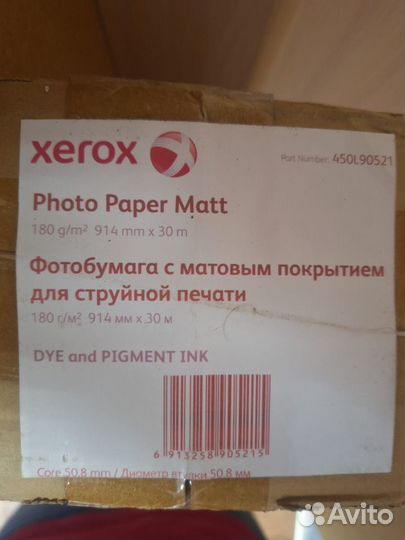 xerox
Part Number: 450L90521
Photo Paper Matt
180 g/m² 914 mm x 30 m
Фотобумага с матовым покрытием
для струйной печати
180 г/м² 914 мм x 30 м
DYE and PIGMENT INK
6 913258 905215
Core 50.8 mm / Диаметр втулки 50.8 мм
Avito